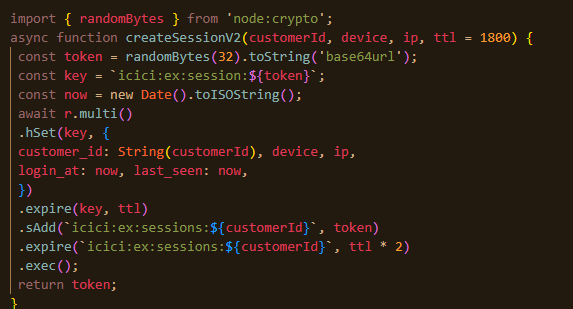 import { randomBytes } from 'node:crypto';
async function createSessionV2(customerId, device, ip, ttl = 1800) {
const token = randomBytes(32).toString('base64url');
const key = `icici:ex:session:${token}`;
const now = new Date().toISOString();
await r.multi()
.hSet(key, {
customer_id: String(customerId), device, ip,
login_at: now, last_seen: now,
})
.expire(key, ttl)
.sAdd(`icici:ex:sessions:${customerId}`, token)
.expire(`icici:ex:sessions:${customerId}`, ttl * 2)
.exec();
return token;
}